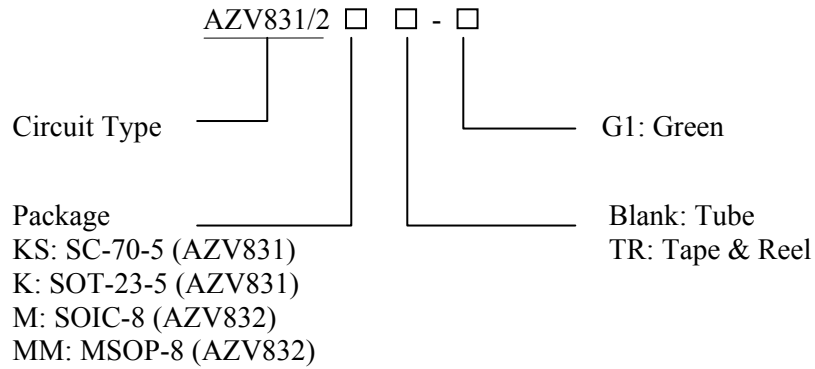 AZV831/2 □ □ - □
Circuit Type
G1: Green
Package
KS: SC-70-5 (AZV831)
K: SOT-23-5 (AZV831)
M: SOIC-8 (AZV832)
MM: MSOP-8 (AZV832)
Blank: Tube
TR: Tape & Reel